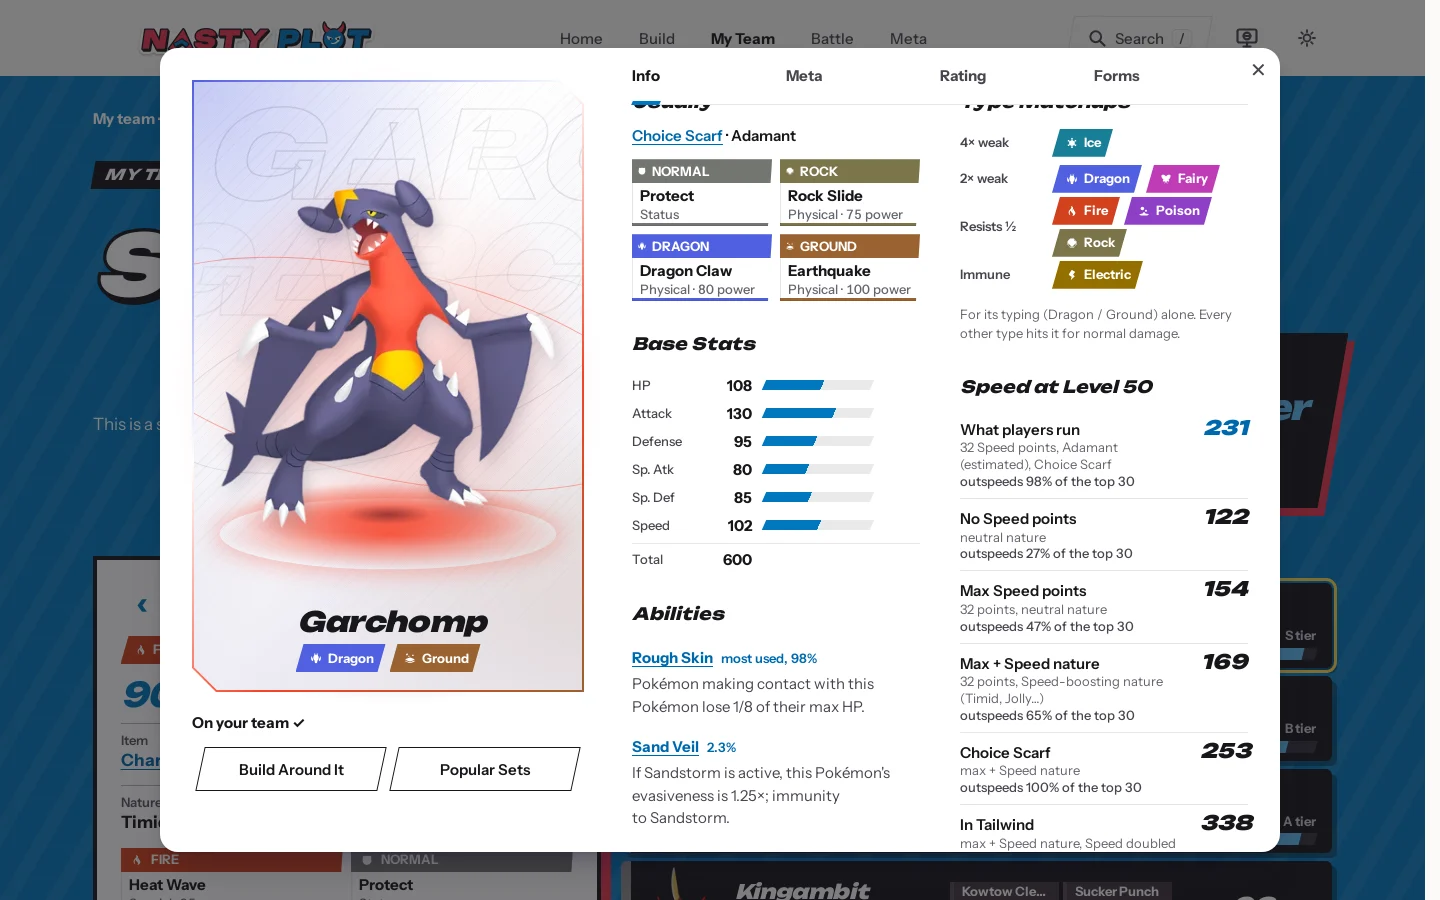 NASTY PLOT
Home
Build
My Team
Battle
Meta
Search /
My team
MY T
S
This is a s
er
Info
Meta
Rating
Forms
Usually
Choice Scarf · Adamant
NORMAL
Protect
Status
ROCK
Rock Slide
Physical · 75 power
DRAGON
Dragon Claw
Physical · 80 power
GROUND
Earthquake
Physical · 100 power
Base Stats
HP 108
Attack 130
Defense 95
Sp. Atk 80
Sp. Def 85
Speed 102
Total 600
Abilities
Rough Skin most used, 98%
Pokémon making contact with this
Pokémon lose 1/8 of their max HP.
Sand Veil 2.3%
If Sandstorm is active, this Pokémon's
evasiveness is 1.25×; immunity
to Sandstorm.
Type Matchups
4× weak Ice
2× weak Dragon Fairy
Resists ½ Fire Poison
Rock
Immune Electric
For its typing (Dragon / Ground) alone. Every
other type hits it for normal damage.
Speed at Level 50
What players run 231
32 Speed points, Adamant
(estimated), Choice Scarf
outspeeds 98% of the top 30
No Speed points 122
neutral nature
outspeeds 27% of the top 30
Max Speed points 154
32 points, neutral nature
outspeeds 47% of the top 30
Max + Speed nature 169
32 points, Speed-boosting nature
(Timid, Jolly…)
outspeeds 65% of the top 30
Choice Scarf 253
max + Speed nature
outspeeds 100% of the top 30
In Tailwind 338
max + Speed nature, Speed doubled
GARC
Garchomp
Dragon Ground
On your team ✓
Build Around It
Popular Sets
F
90
Item
Char
Nature
Timi
FIRE
Heat Wave
NORMAL
Protect
S tier
B tier
A tier
Kingambit
Kowtow Cle...
Sucker Punch